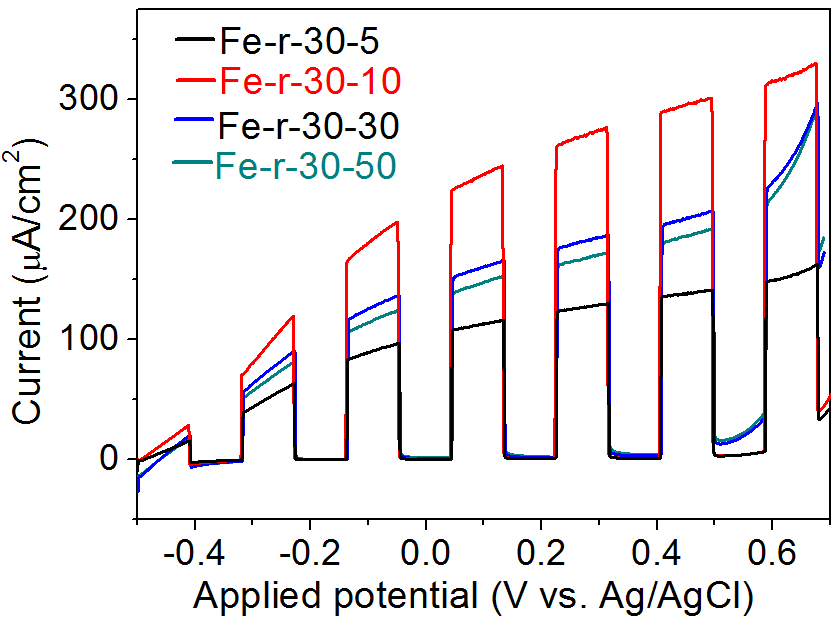 Fe-r-30-5
Fe-r-30-10
Fe-r-30-30
Fe-r-30-50
300
200
100
0
Current (μA/cm²)
-0.4 -0.2 0.0 0.2 0.4 0.6
Applied potential (V vs. Ag/AgCl)